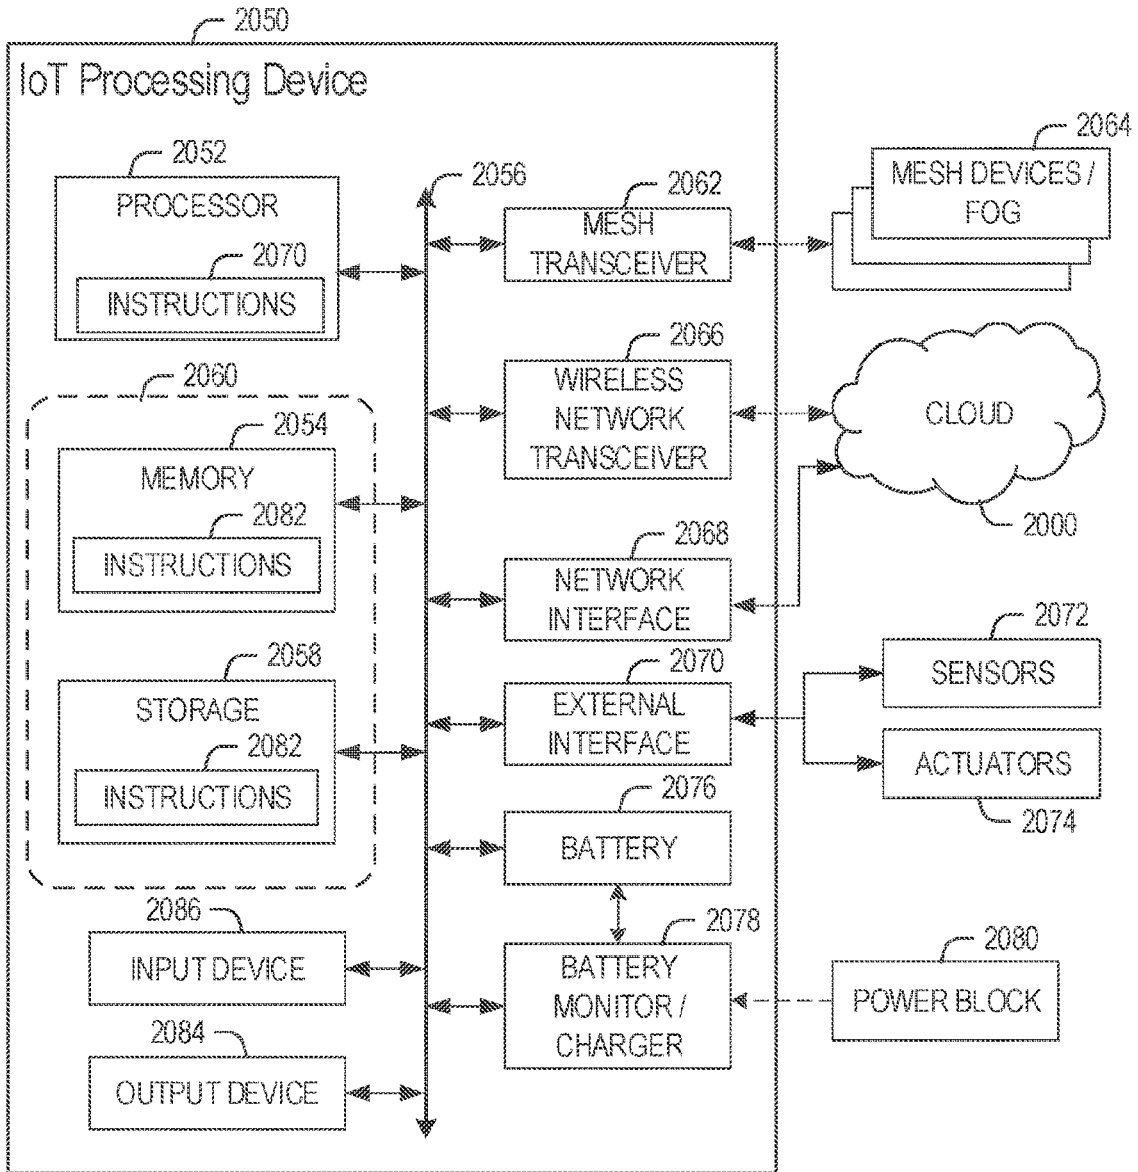 2050
IoT Processing Device
2052
PROCESSOR
2070
INSTRUCTIONS
2060
2054
MEMORY
2082
INSTRUCTIONS
2058
STORAGE
2082
INSTRUCTIONS
2086
INPUT DEVICE
2084
OUTPUT DEVICE
2056
2062
MESH
TRANSCEIVER
2066
WIRELESS
NETWORK
TRANSCEIVER
2068
NETWORK
INTERFACE
2070
EXTERNAL
INTERFACE
2076
BATTERY
2078
BATTERY
MONITOR /
CHARGER
2064
MESH DEVICES /
FOG
CLOUD
2000
2072
SENSORS
ACTUATORS
2074
2080
POWER BLOCK